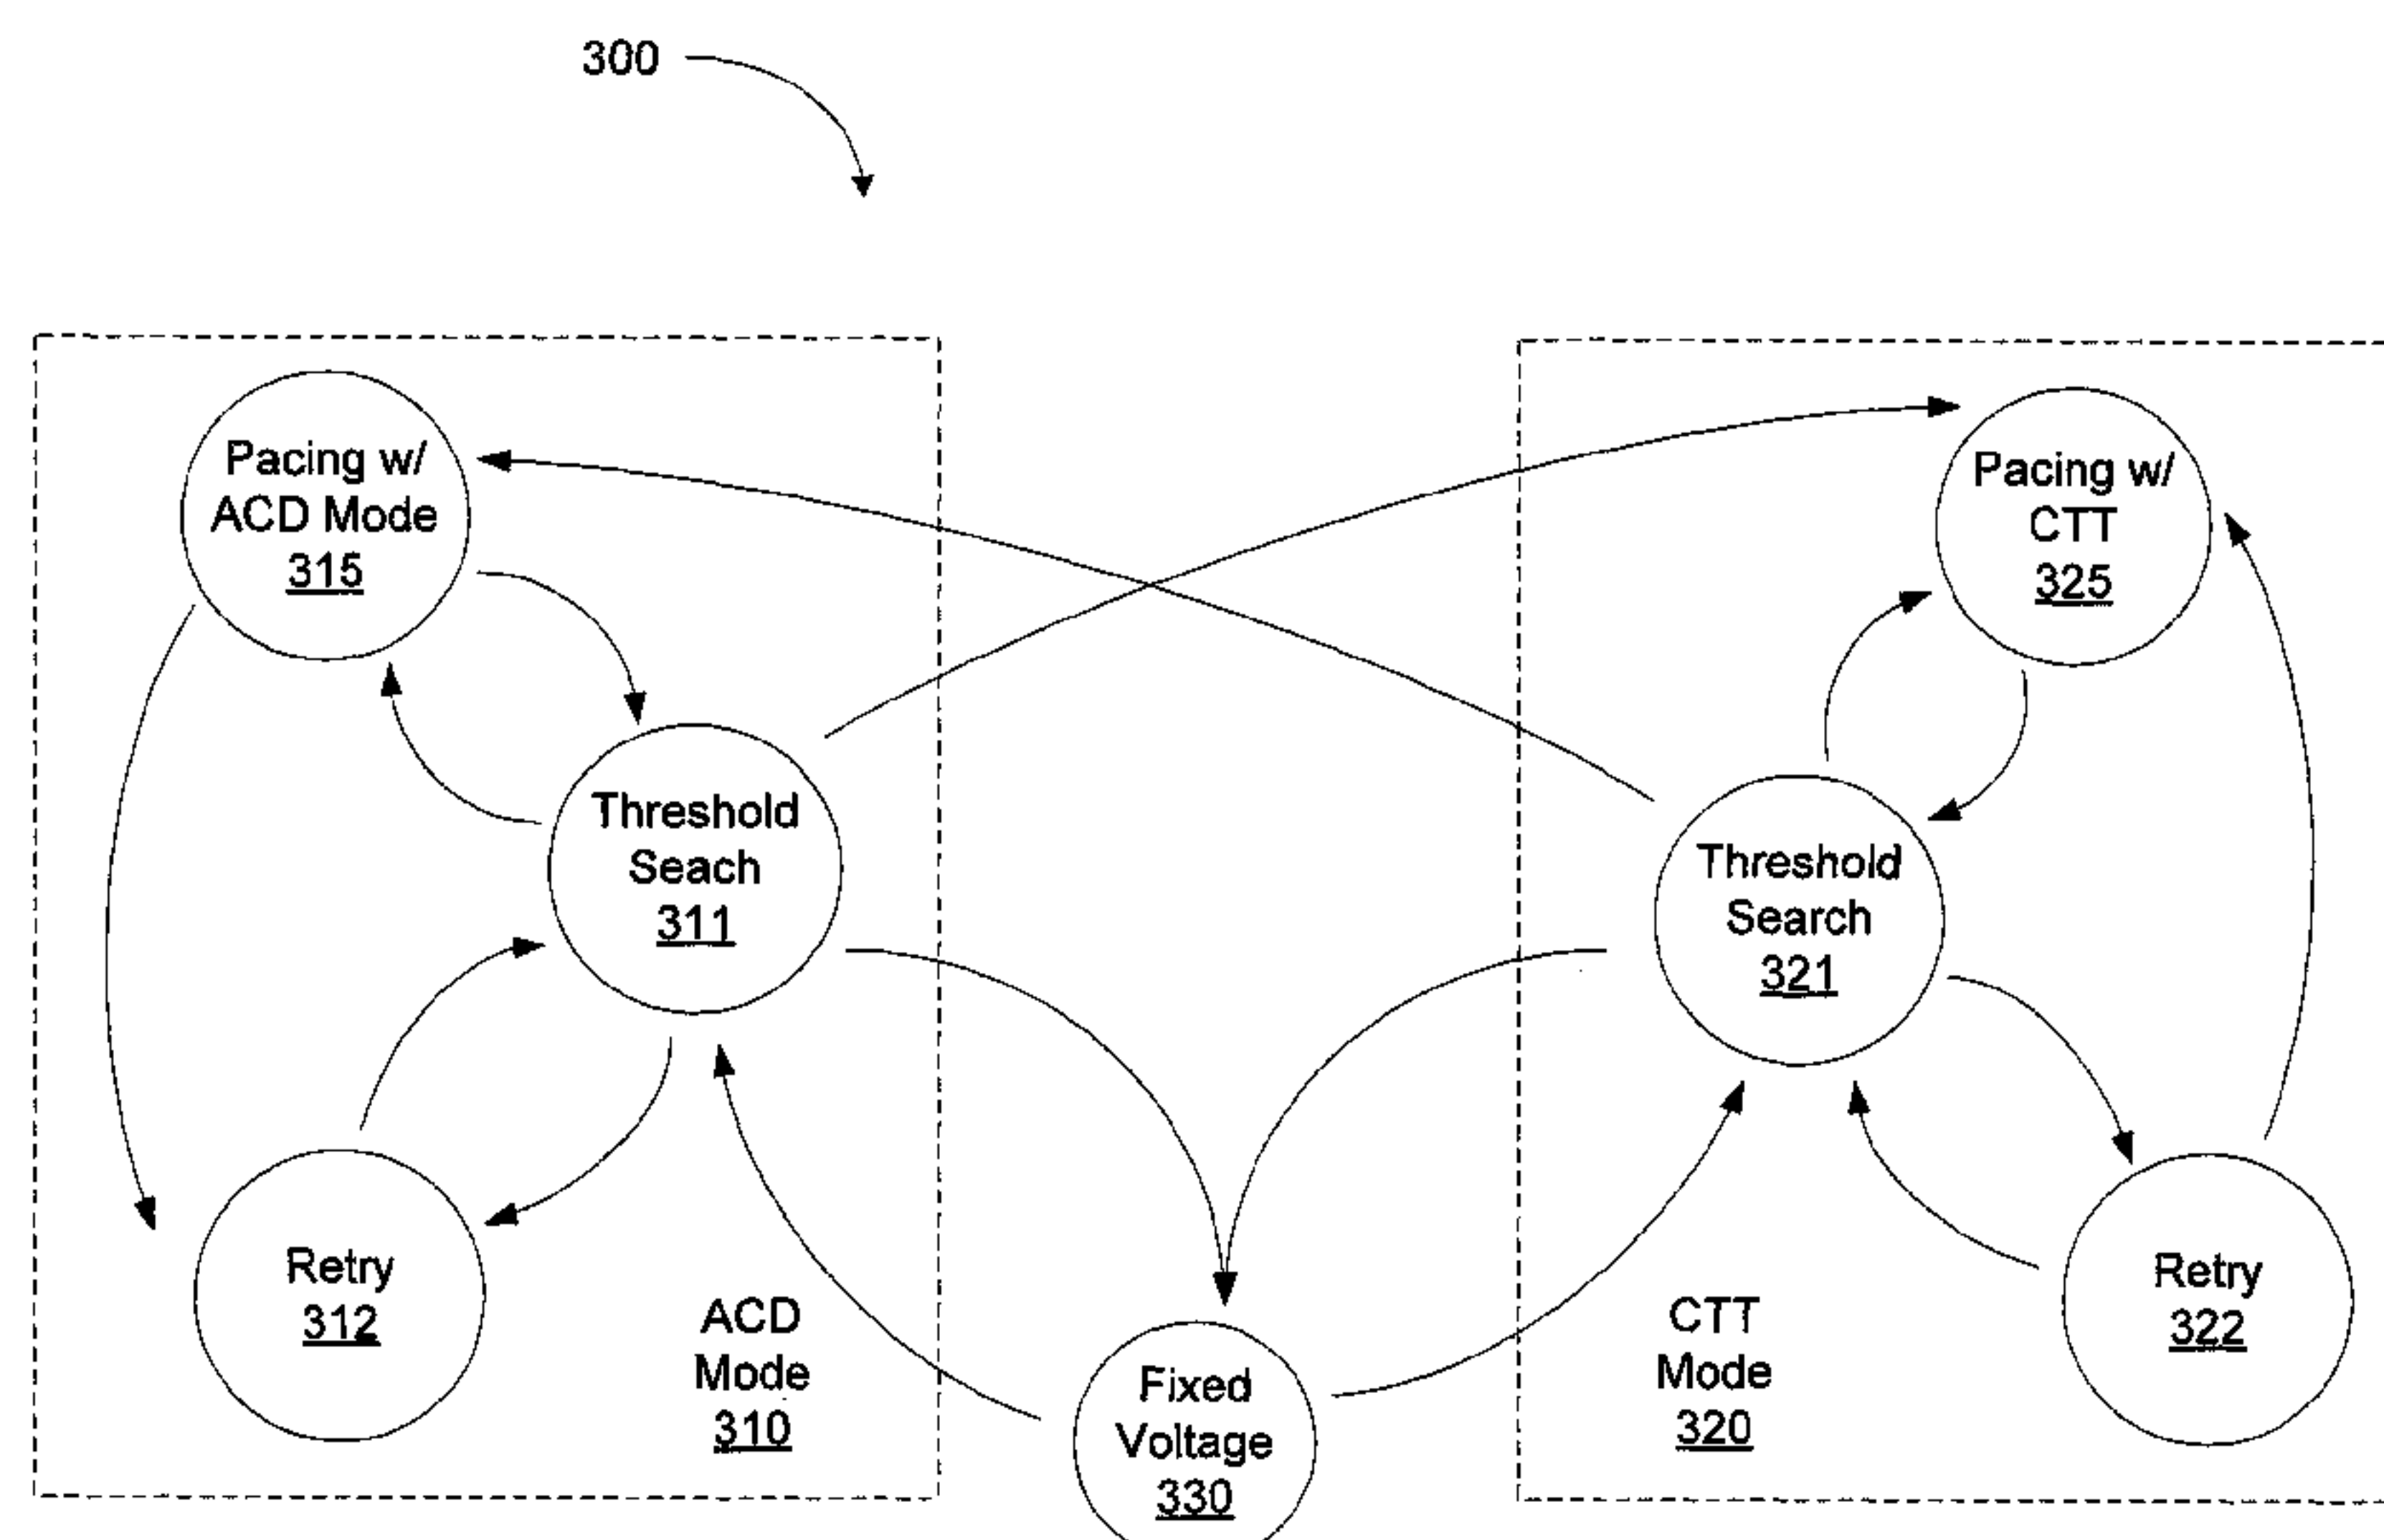 300
Pacing w/
ACD Mode
315
Pacing w/
CTT
325
Threshold
Seach
311
Threshold
Search
321
Retry
312
ACD
Mode
310
Fixed
Voltage
330
CTT
Mode
320
Retry
322